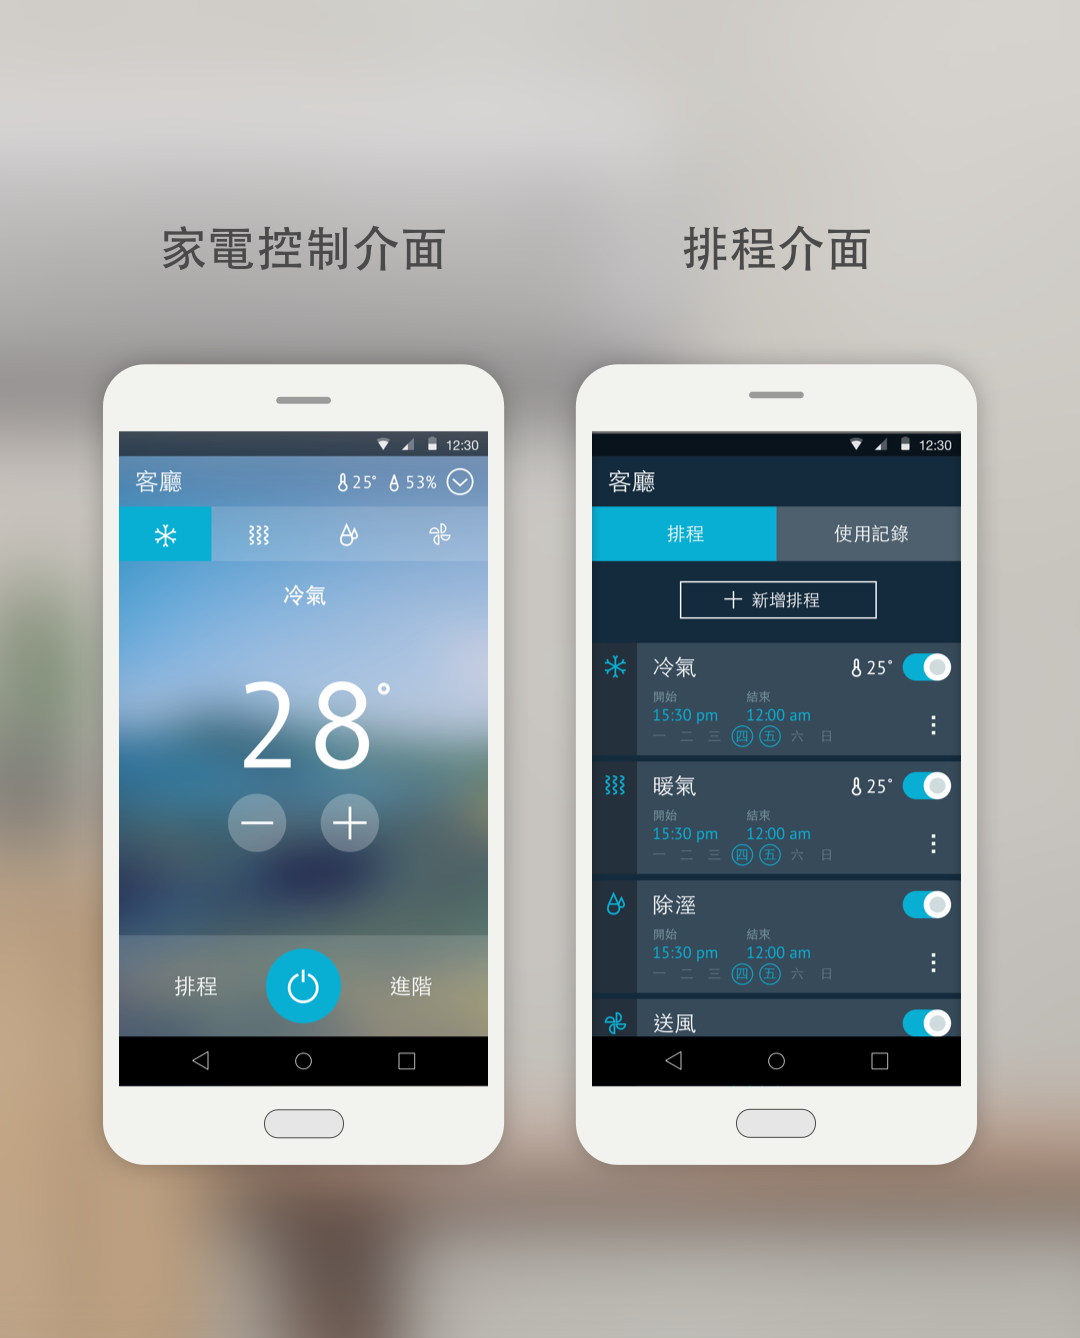 家電控制介面
排程介面
12:30
客廳
25°
53%
冷氣
28°
排程
進階
12:30
客廳
排程
使用記錄
新增排程
冷氣
25°
開始
結束
15:30 pm
12:00 am
一 二 三 四 五 六 日
暖氣
25°
開始
結束
15:30 pm
12:00 am
一 二 三 四 五 六 日
除溼
開始
結束
15:30 pm
12:00 am
一 二 三 四 五 六 日
送風